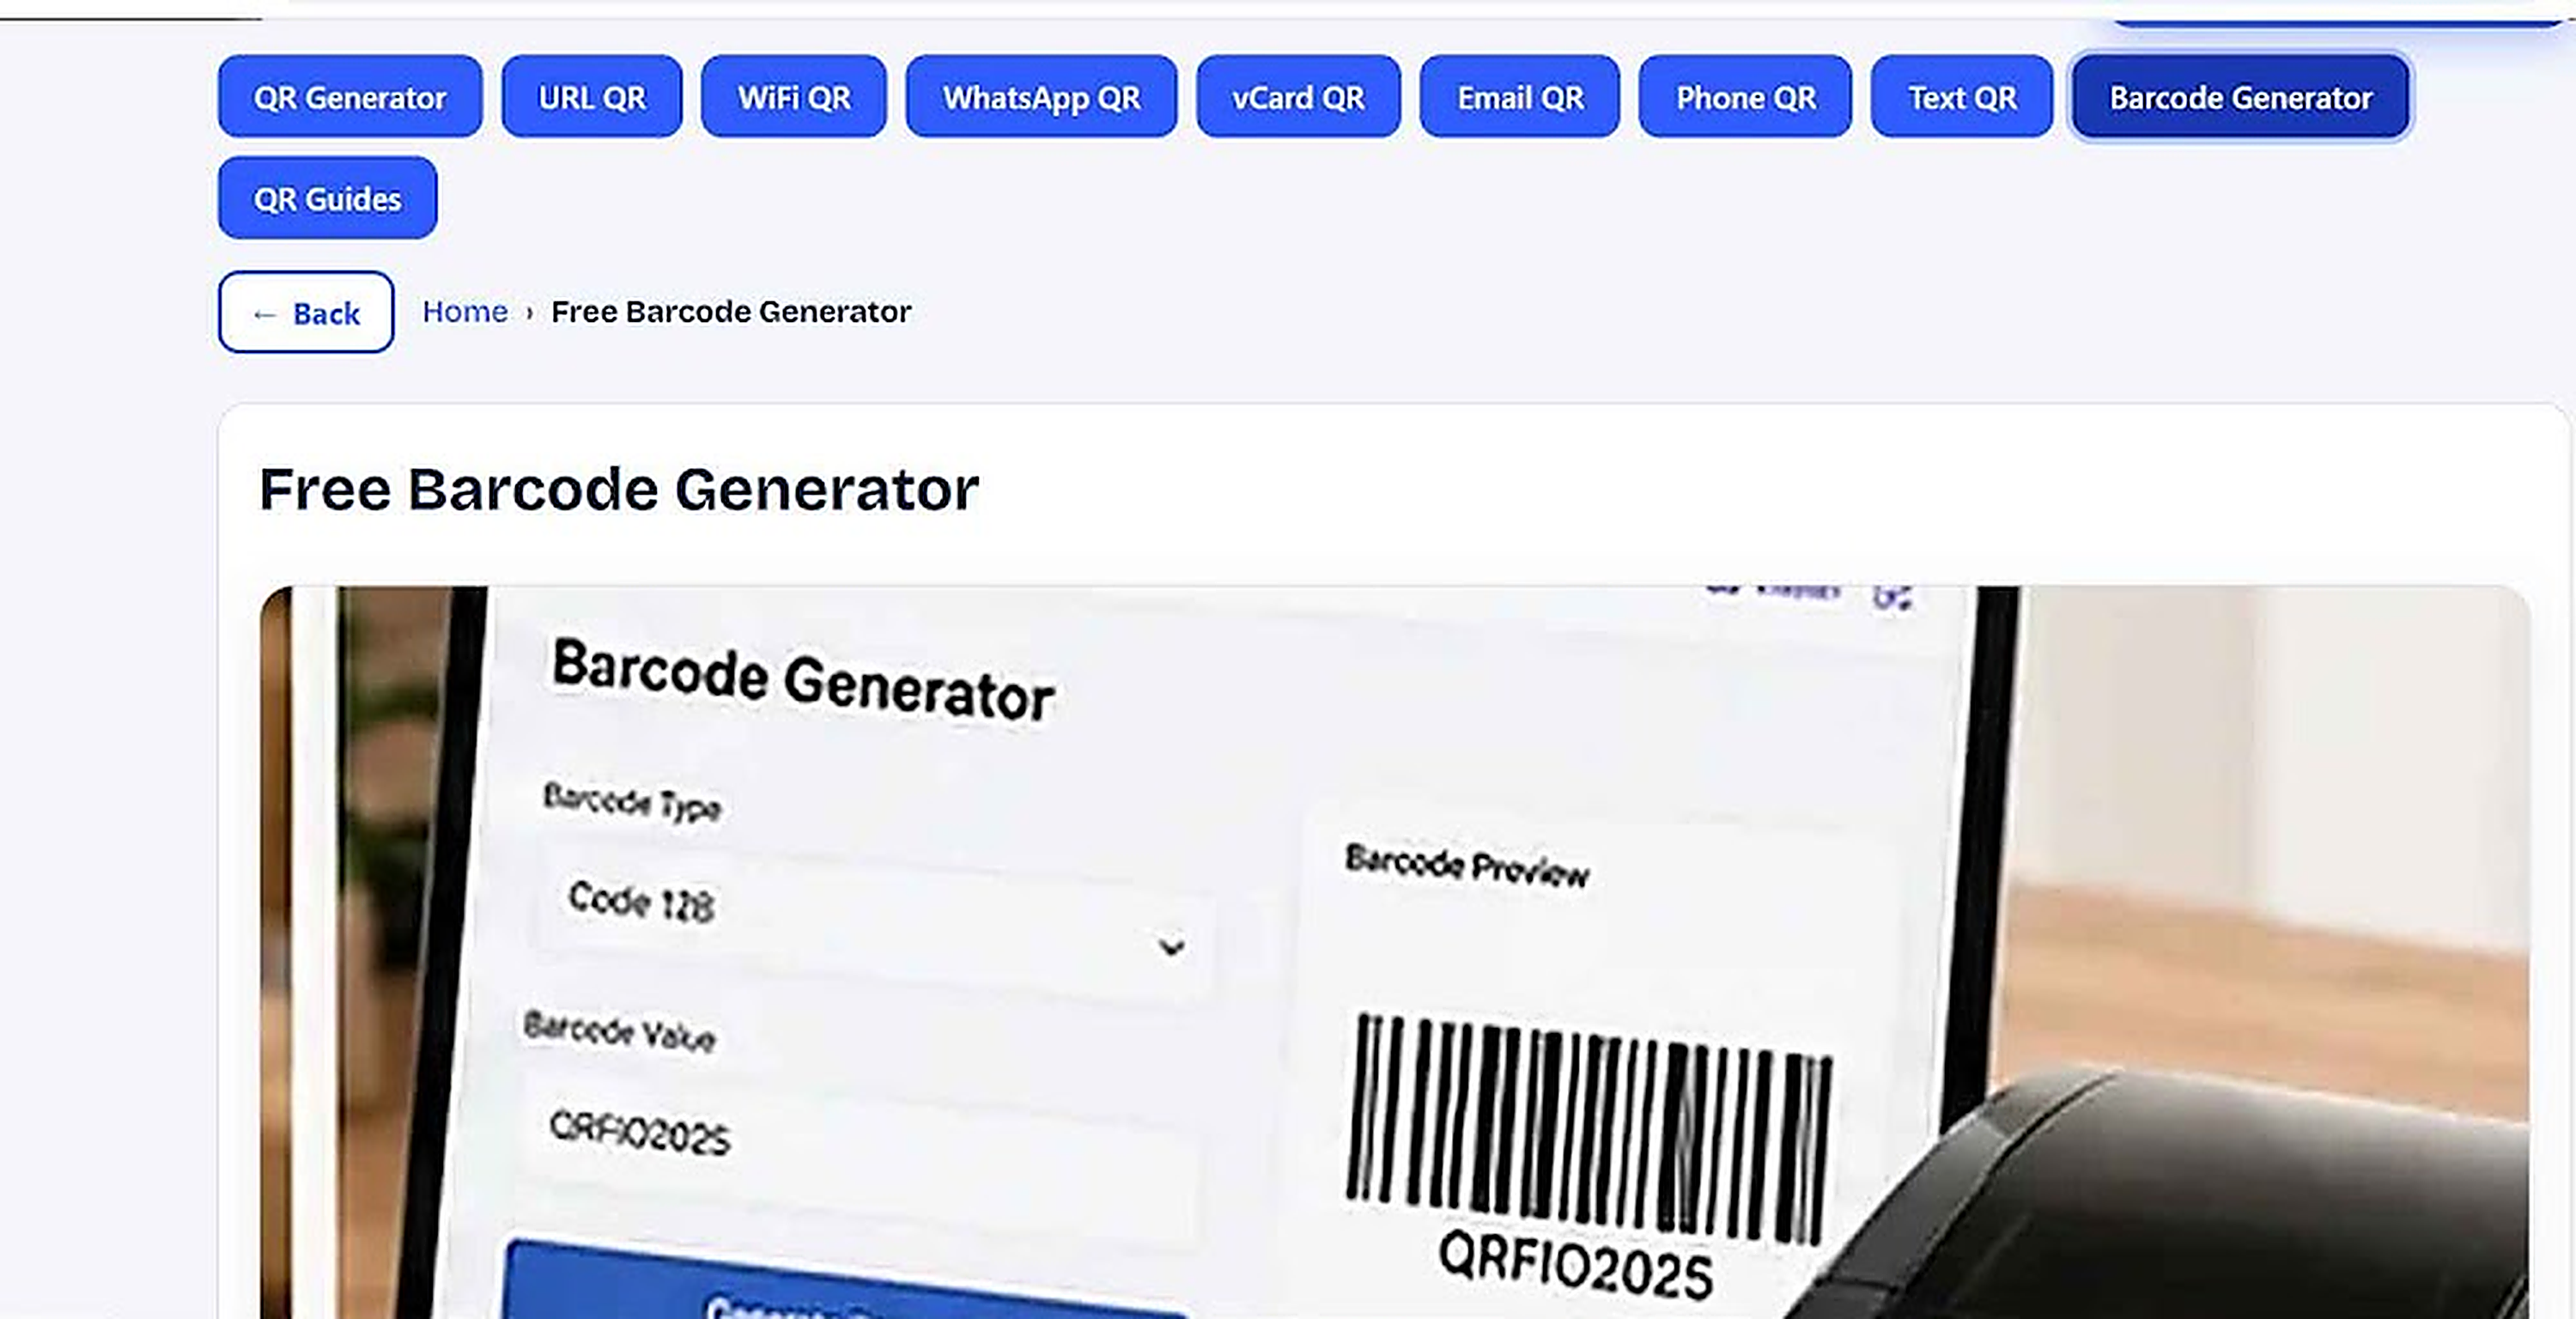 QR Generator URL QR WiFi QR WhatsApp QR vCard QR Email QR Phone QR Text QR Barcode Generator
QR Guides
← Back Home › Free Barcode Generator
Free Barcode Generator
Barcode Generator
Barcode Type
Code 128
Barcode Preview
Barcode Value
QRFIO2025
QRFIO2025